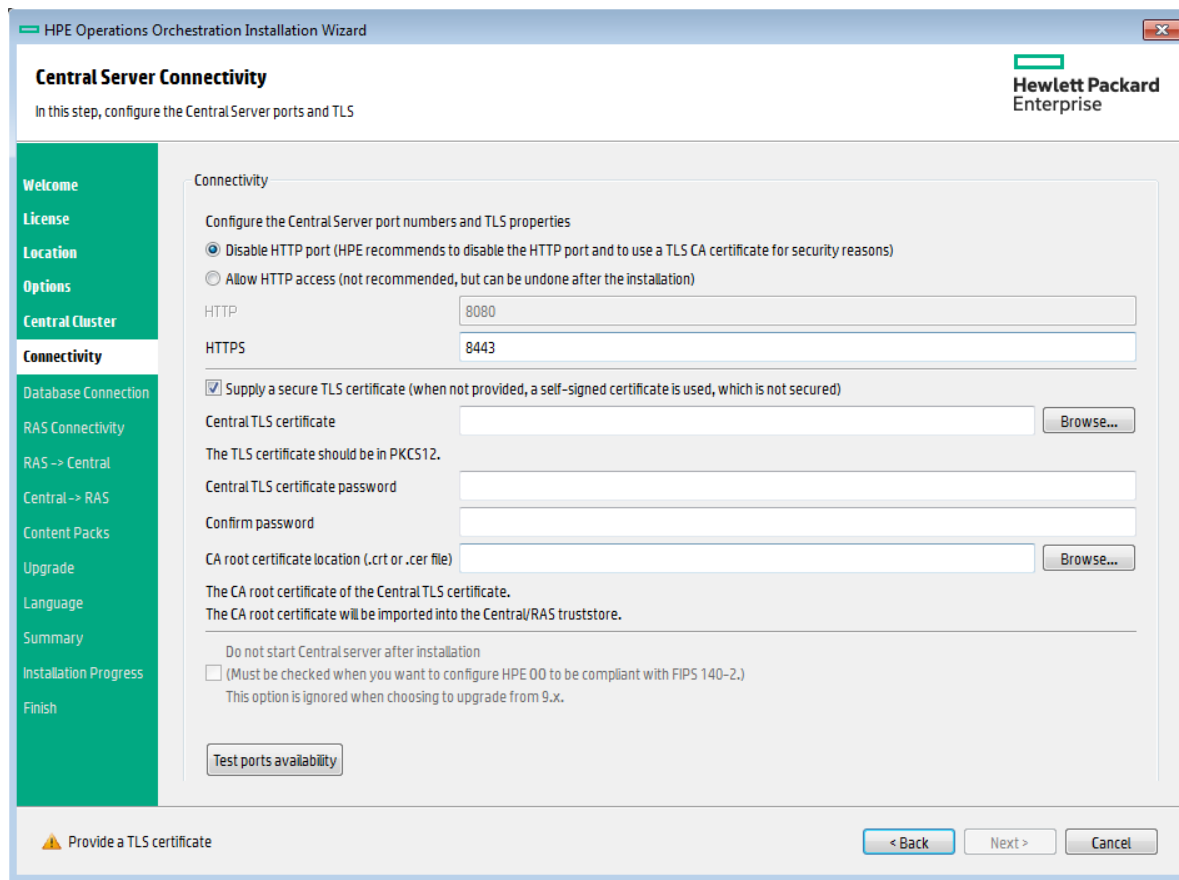 HPE Operations Orchestration Installation Wizard
Central Server Connectivity
In this step, configure the Central Server ports and TLS
Hewlett Packard
Enterprise
Welcome
License
Location
Options
Central Cluster
Connectivity
Database Connection
RAS Connectivity
RAS -> Central
Central -> RAS
Content Packs
Upgrade
Language
Summary
Installation Progress
Finish
Connectivity
Configure the Central Server port numbers and TLS properties
Disable HTTP port (HPE recommends to disable the HTTP port and to use a TLS CA certificate for security reasons)
Allow HTTP access (not recommended, but can be undone after the installation)
HTTP 8080
HTTPS 8443
Supply a secure TLS certificate (when not provided, a self-signed certificate is used, which is not secured)
Central TLS certificate Browse...
The TLS certificate should be in PKCS12.
Central TLS certificate password
Confirm password
CA root certificate location (.crt or .cer file) Browse...
The CA root certificate of the Central TLS certificate.
The CA root certificate will be imported into the Central/RAS truststore.
Do not start Central server after installation
(Must be checked when you want to configure HPE OO to be compliant with FIPS 140-2.)
This option is ignored when choosing to upgrade from 9.x.
Test ports availability
Provide a TLS certificate
< Back Next > Cancel